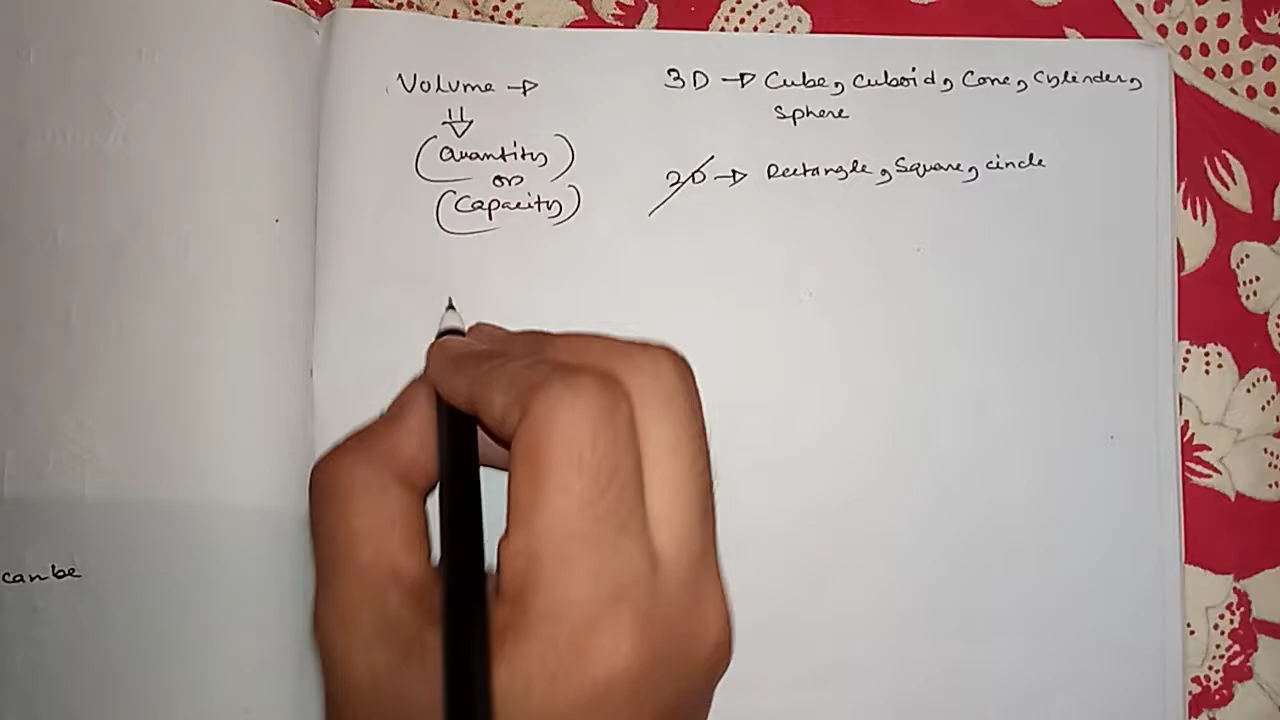 Volume →
(Quantity)
or
(Capacity)
3D → Cube, Cuboid, Cone, Cylinder,
Sphere
2D → Rectangle, Square, circle
can be